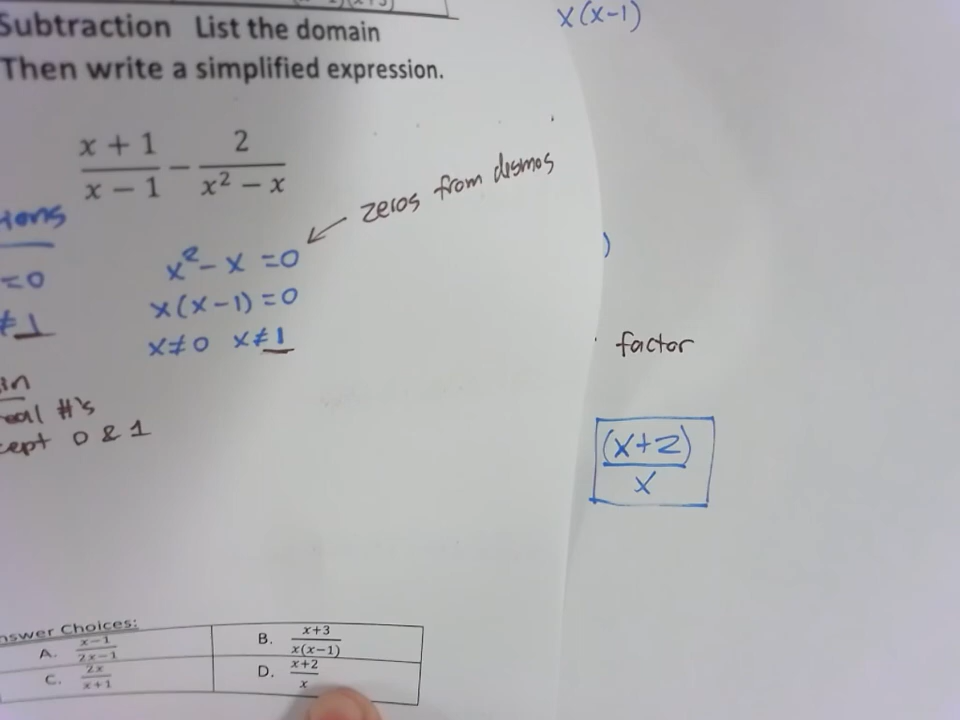 Subtraction List the domain
Then write a simplified expression.
x(x-1)
x + 1 / x − 1 − 2 / x² − x
zeros from desmos
=0
x² - x = 0
x(x-1) = 0
≠ 1
x≠0 x≠1
)
factor
#'s
0 & 1
(x+2) / x
Answer Choices:
A. x−1 / 2x−1
B. x+3 / x(x−1)
C. 2x / x+1
D. x+2 / x